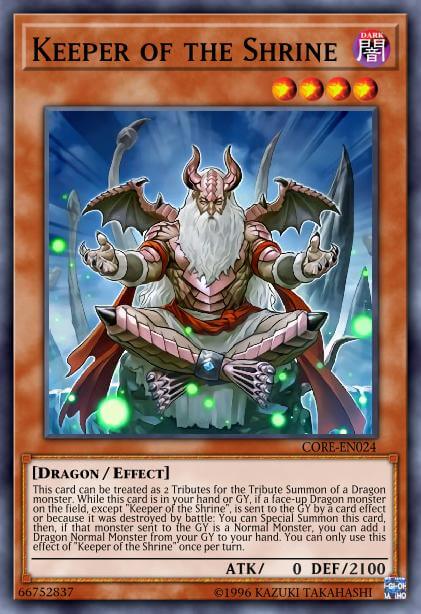 KEEPER OF THE SHRINE
DARK
闇
CORE-EN024
[DRAGON / EFFECT]
This card can be treated as 2 Tributes for the Tribute Summon of a Dragon
monster. While this card is in your hand or GY, if a face-up Dragon monster
on the field, except "Keeper of the Shrine", is sent to the GY by a card effect
or because it was destroyed by battle: You can Special Summon this card,
then, if that monster sent to the GY is a Normal Monster, you can add 1
Dragon Normal Monster from your GY to your hand. You can only use this
effect of "Keeper of the Shrine" once per turn.
ATK/ 0 DEF/2100
66752837
©1996 KAZUKI TAKAHASHI